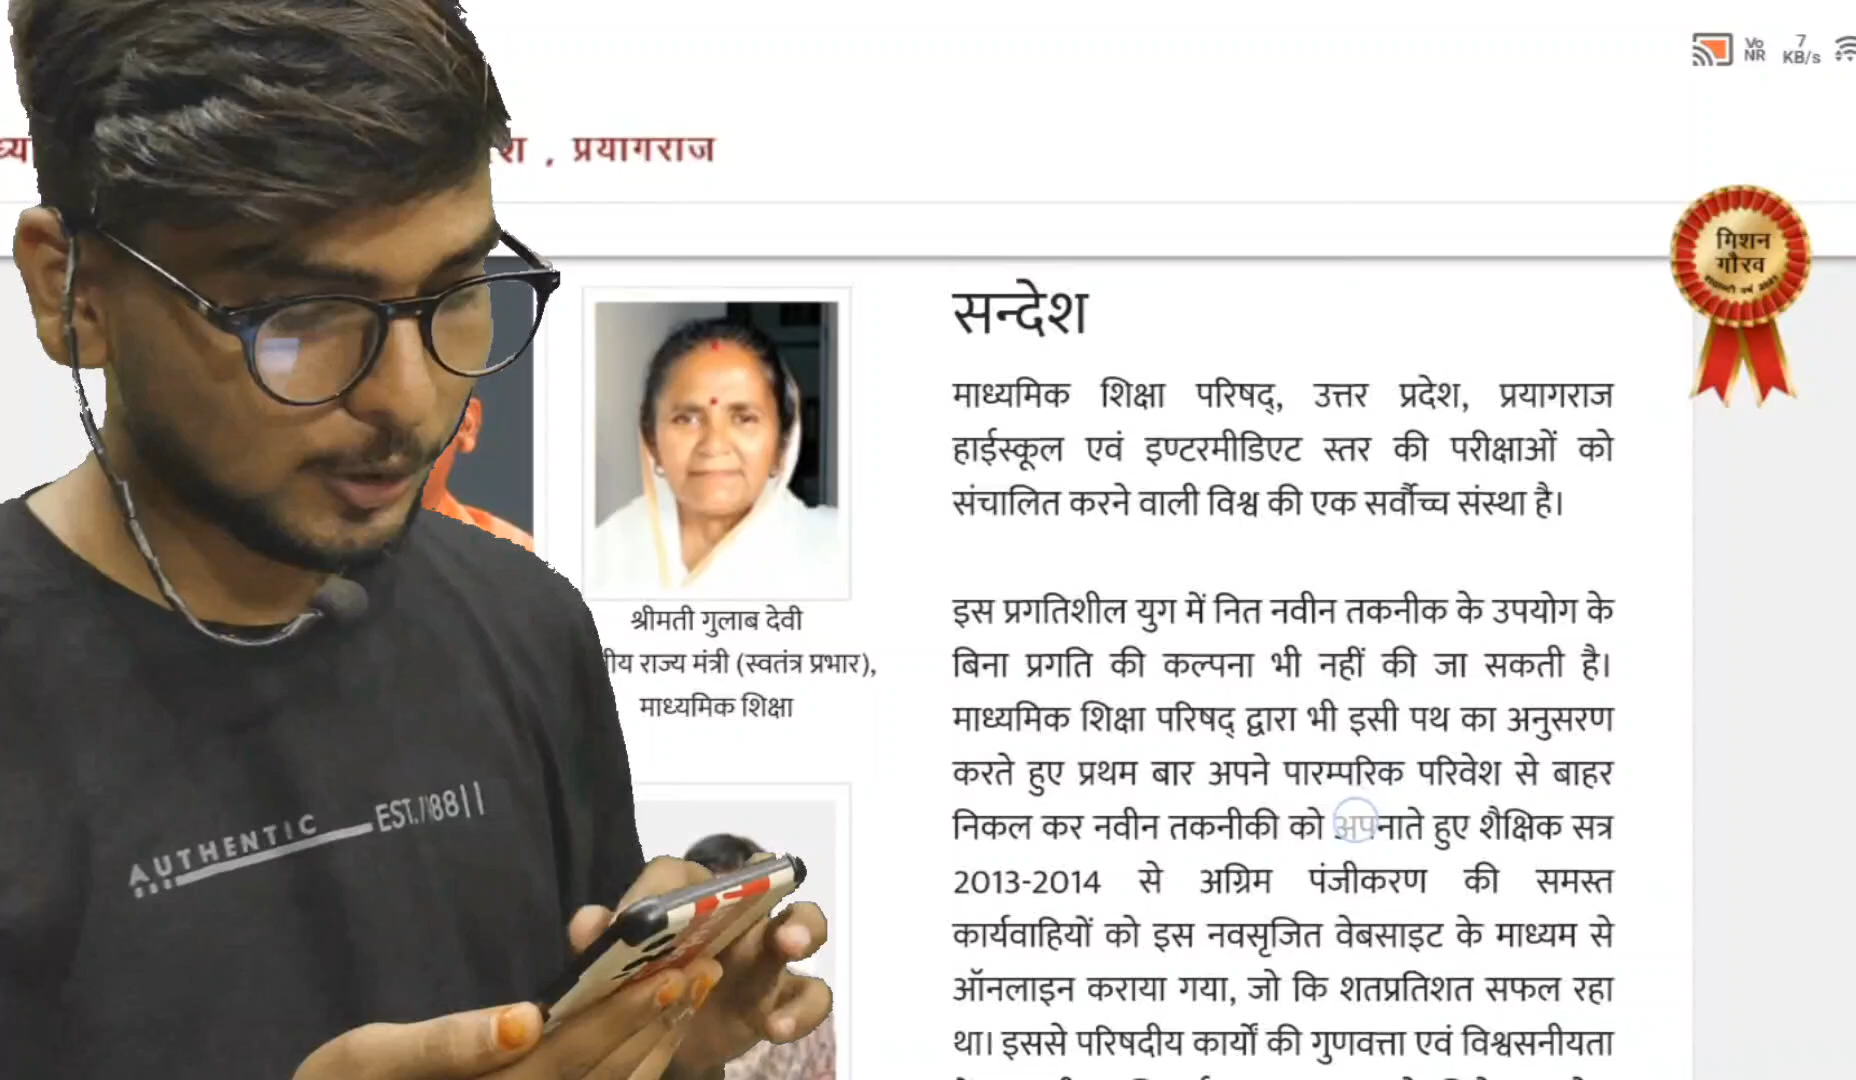 Vo
NR
7
KB/s
, प्रयागराज
मिशन
गौरव
सन्देश
माध्यमिक शिक्षा परिषद्, उत्तर प्रदेश, प्रयागराज
हाईस्कूल एवं इण्टरमीडिएट स्तर की परीक्षाओं को
संचालित करने वाली विश्व की एक सर्वोच्च संस्था है।
श्रीमती गुलाब देवी
राज्य मंत्री (स्वतंत्र प्रभार),
माध्यमिक शिक्षा
इस प्रगतिशील युग में नित नवीन तकनीक के उपयोग के
बिना प्रगति की कल्पना भी नहीं की जा सकती है।
माध्यमिक शिक्षा परिषद् द्वारा भी इसी पथ का अनुसरण
करते हुए प्रथम बार अपने पारम्परिक परिवेश से बाहर
निकल कर नवीन तकनीकी को अपनाते हुए शैक्षिक सत्र
2013-2014 से अग्रिम पंजीकरण की समस्त
कार्यवाहियों को इस नवसृजित वेबसाइट के माध्यम से
ऑनलाइन कराया गया, जो कि शतप्रतिशत सफल रहा
था। इससे परिषदीय कार्यों की गुणवत्ता एवं विश्वसनीयता
AUTHENTIC